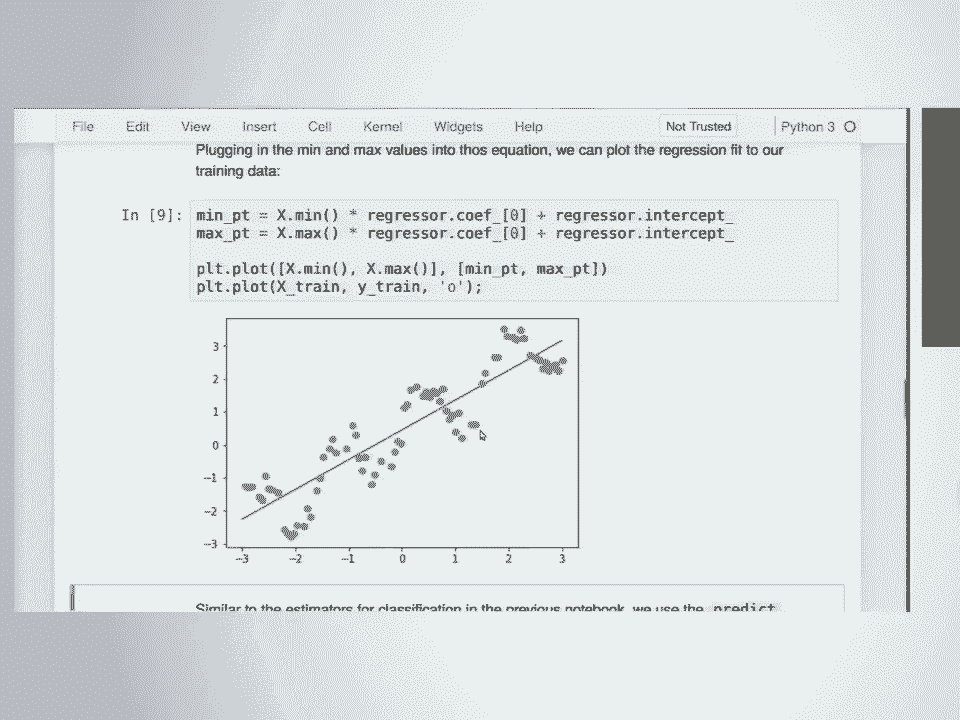 File Edit View Insert Cell Kernel Widgets Help Not Trusted Python 3
Plugging in the min and max values into thos equation, we can plot the regression fit to our
training data:
In [9]: min_pt = X.min() * regressor.coef_[0] + regressor.intercept_
max_pt = X.max() * regressor.coef_[0] + regressor.intercept_
plt.plot([X.min(), X.max()], [min_pt, max_pt])
plt.plot(X_train, y_train, 'o');
3
2
1
0
−1
−2
−3
−3 −2 −1 0 1 2 3
Similar to the estimators for classification in the previous notebook, we use the predict